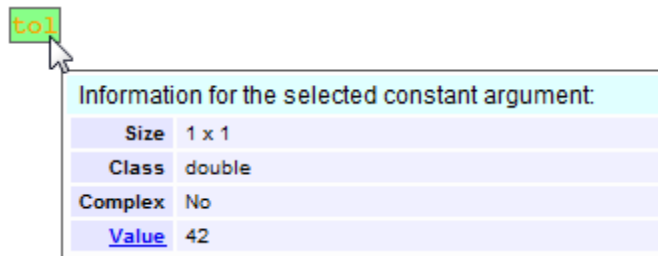 tol
Information for the selected constant argument:
Size 1 x 1
Class double
Complex No
Value 42